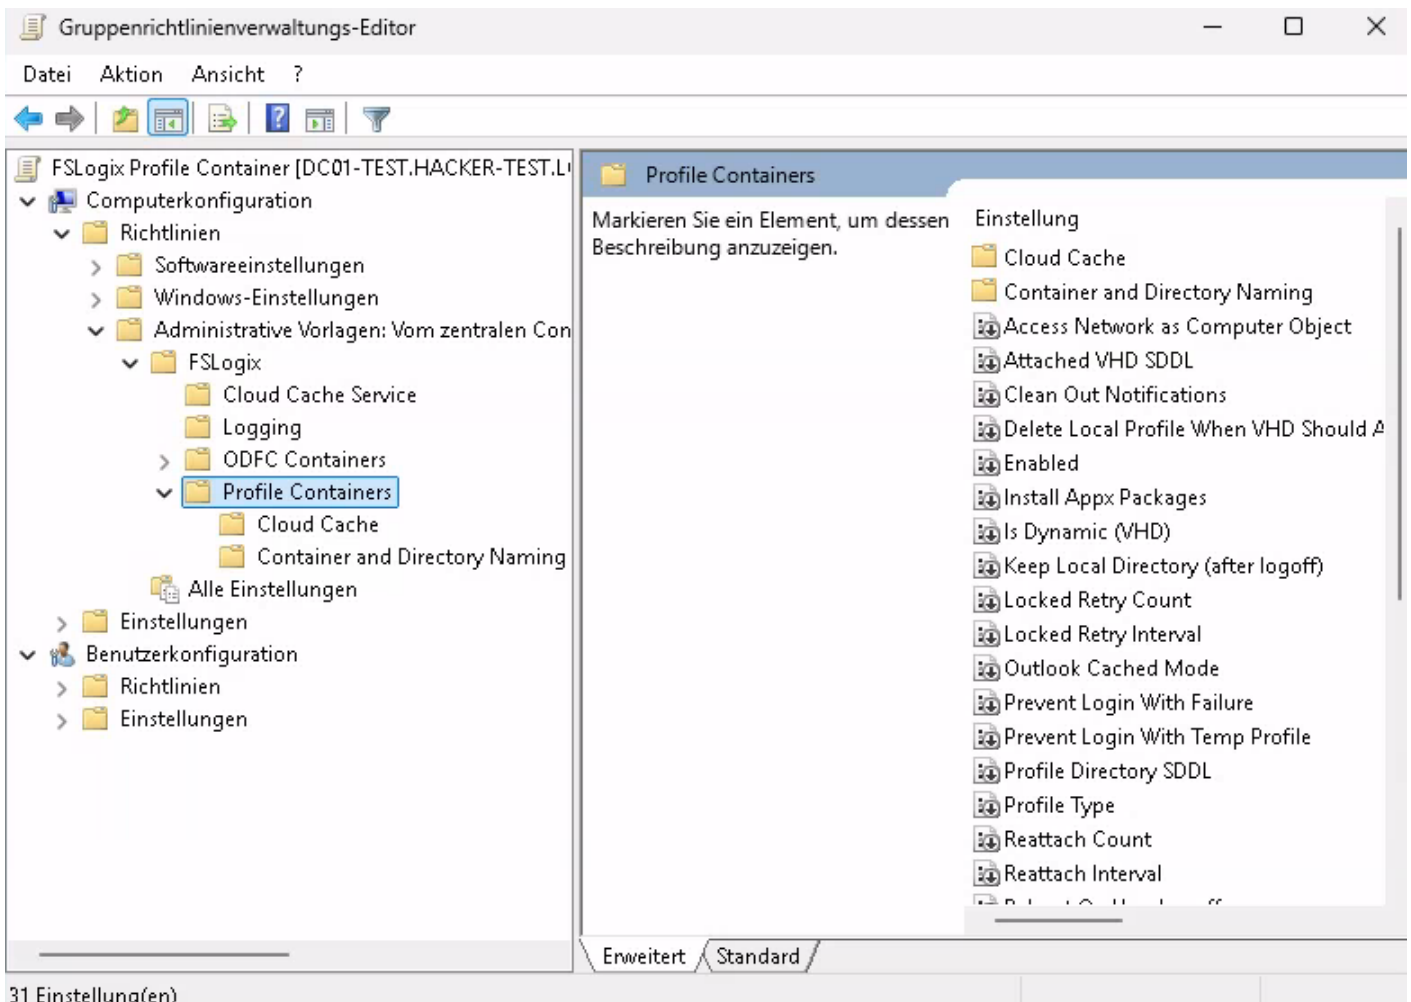 Gruppenrichtlinienverwaltungs-Editor
Datei Aktion Ansicht ?
FSLogix Profile Container [DC01-TEST.HACKER-TEST.L
Computerkonfiguration
Richtlinien
Softwareeinstellungen
Windows-Einstellungen
Administrative Vorlagen: Vom zentralen Con
FSLogix
Cloud Cache Service
Logging
ODFC Containers
Profile Containers
Cloud Cache
Container and Directory Naming
Alle Einstellungen
Einstellungen
Benutzerkonfiguration
Richtlinien
Einstellungen
Profile Containers
Markieren Sie ein Element, um dessen
Beschreibung anzuzeigen.
Einstellung
Cloud Cache
Container and Directory Naming
Access Network as Computer Object
Attached VHD SDDL
Clean Out Notifications
Delete Local Profile When VHD Should A
Enabled
Install Appx Packages
Is Dynamic (VHD)
Keep Local Directory (after logoff)
Locked Retry Count
Locked Retry Interval
Outlook Cached Mode
Prevent Login With Failure
Prevent Login With Temp Profile
Profile Directory SDDL
Profile Type
Reattach Count
Reattach Interval
Erweitert Standard
31 Einstellung(en)